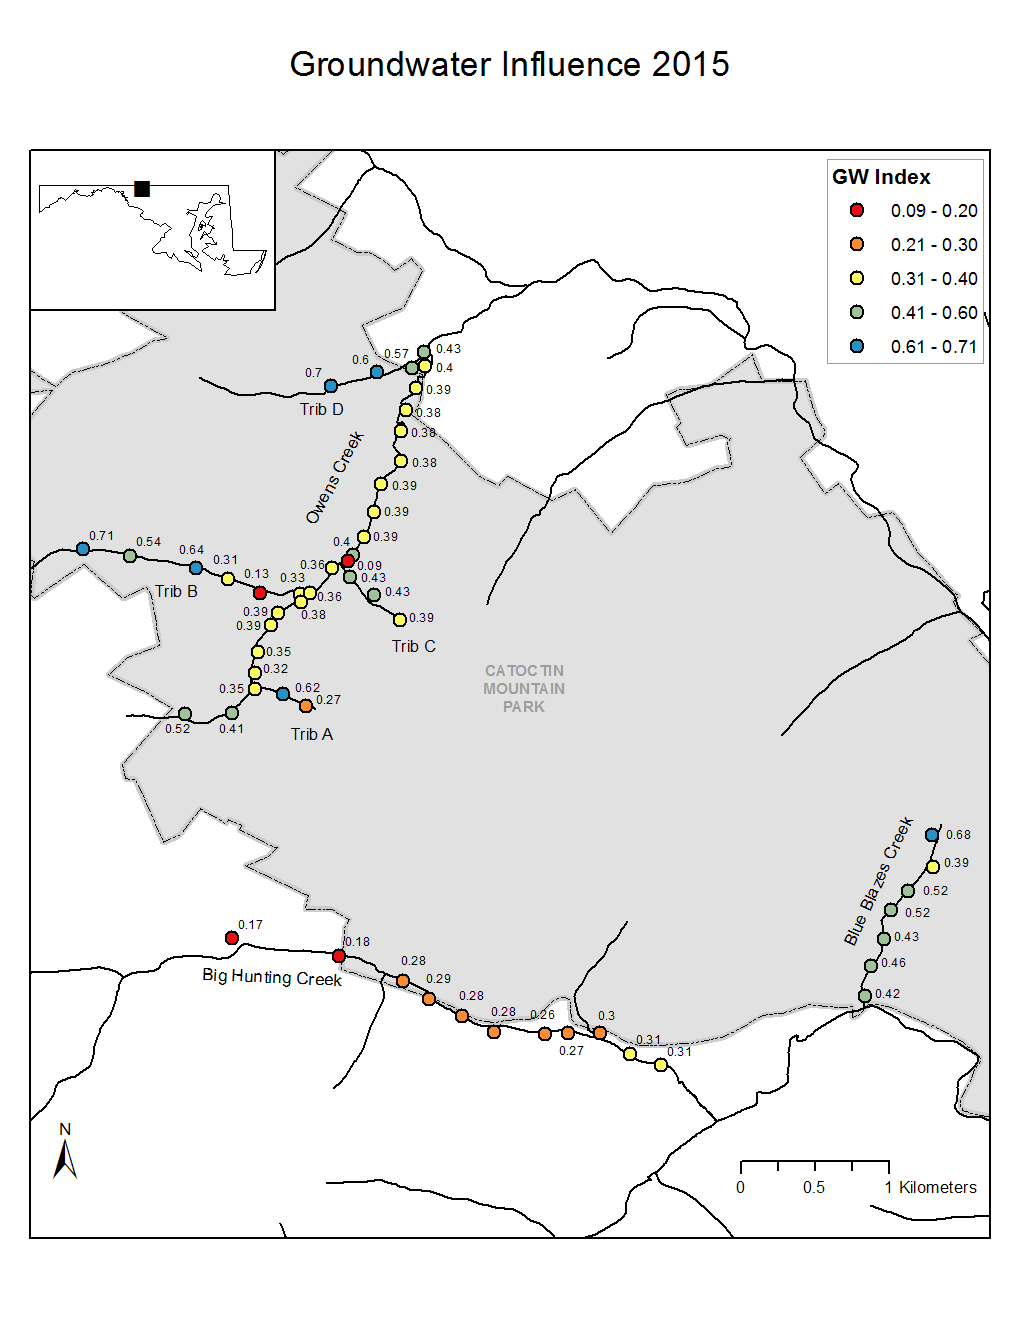 Groundwater Influence 2015
GW Index
0.09 - 0.20
0.21 - 0.30
0.31 - 0.40
0.41 - 0.60
0.61 - 0.71
0.43
0.57
0.6
0.4
0.7
0.39
Trib D
0.38
0.38
Owens Creek
0.38
0.39
0.39
0.39
0.71
0.54
0.64
0.4
0.31
0.36
0.09
0.13
0.33
0.43
Trib B
0.36
0.43
0.39
0.38
0.39
0.39
Trib C
0.35
0.32
CATOCTIN
MOUNTAIN
PARK
0.35
0.62
0.27
0.52
0.41
Trib A
0.68
Blue Blazes Creek
0.39
0.52
0.52
0.43
0.46
0.42
0.17
0.18
0.28
Big Hunting Creek
0.29
0.28
0.28
0.26
0.3
0.27
0.31
0.31
N
0 0.5 1 Kilometers